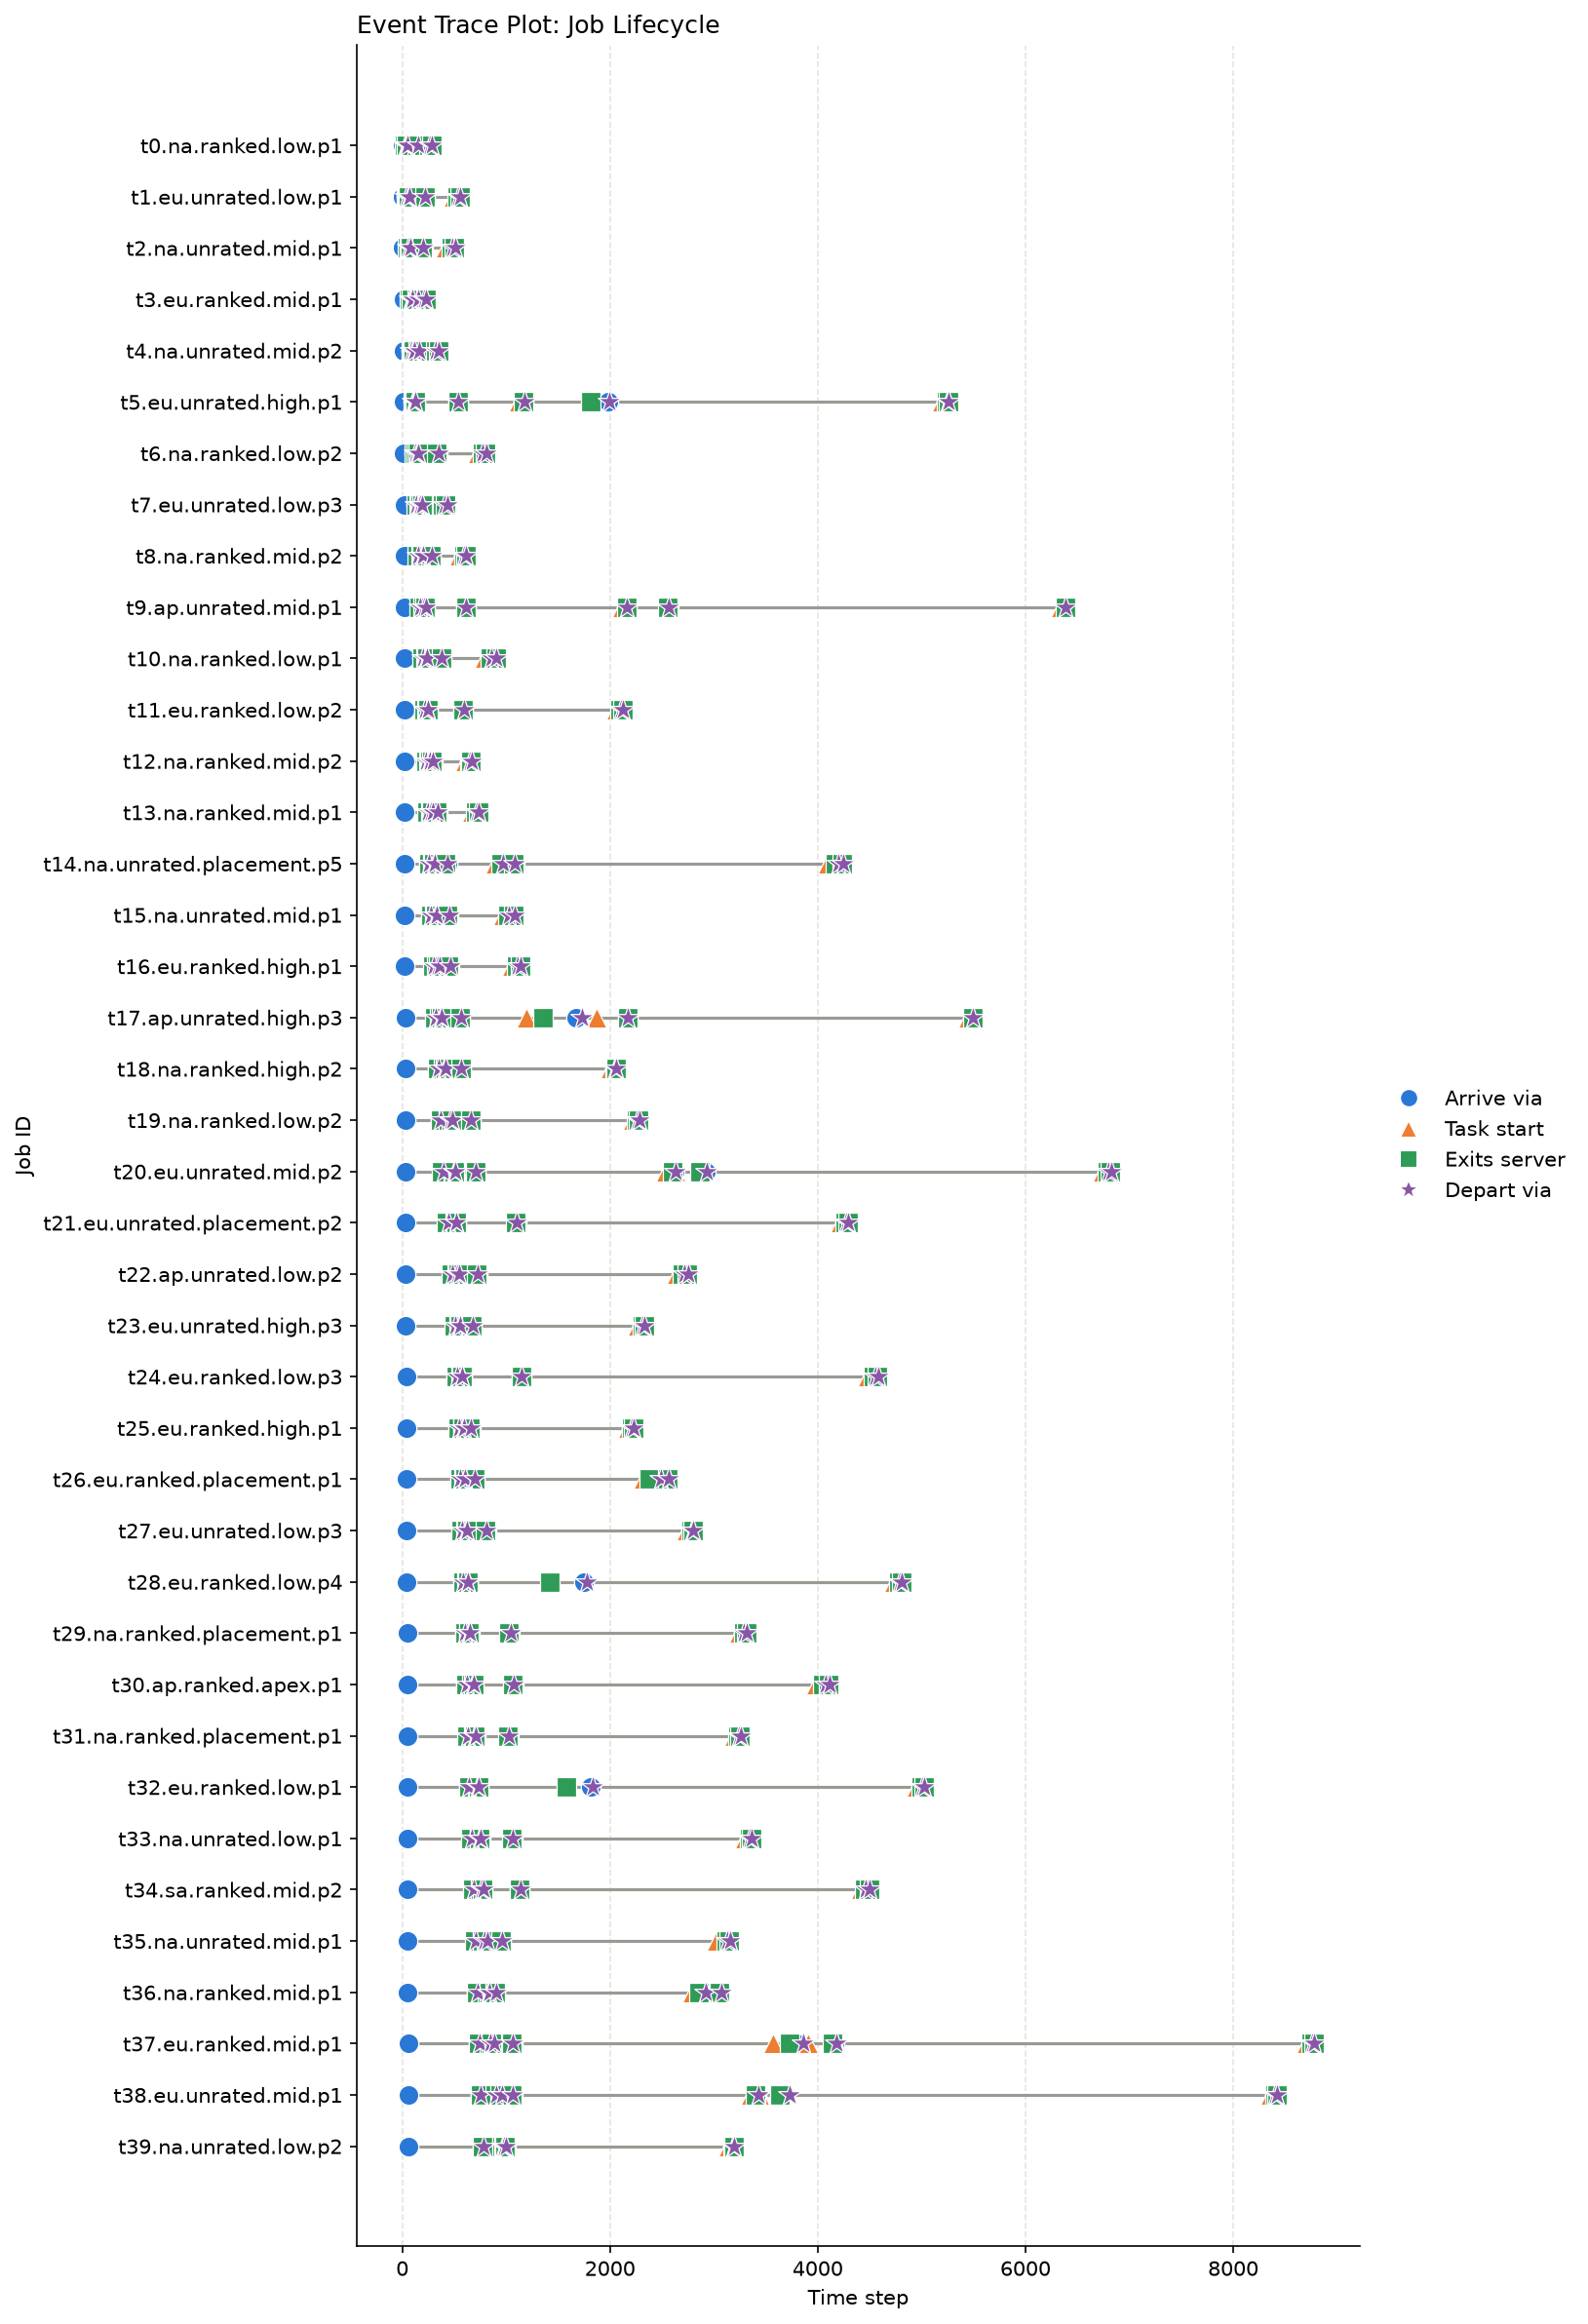 Event Trace Plot: Job Lifecycle
t0.na.ranked.low.p1
t1.eu.unrated.low.p1
t2.na.unrated.mid.p1
t3.eu.ranked.mid.p1
t4.na.unrated.mid.p2
t5.eu.unrated.high.p1
t6.na.ranked.low.p2
t7.eu.unrated.low.p3
t8.na.ranked.mid.p2
t9.ap.unrated.mid.p1
t10.na.ranked.low.p1
t11.eu.ranked.low.p2
t12.na.ranked.mid.p2
t13.na.ranked.mid.p1
t14.na.unrated.placement.p5
t15.na.unrated.mid.p1
t16.eu.ranked.high.p1
t17.ap.unrated.high.p3
t18.na.ranked.high.p2
t19.na.ranked.low.p2
t20.eu.unrated.mid.p2
t21.eu.unrated.placement.p2
t22.ap.unrated.low.p2
t23.eu.unrated.high.p3
t24.eu.ranked.low.p3
t25.eu.ranked.high.p1
t26.eu.ranked.placement.p1
t27.eu.unrated.low.p3
t28.eu.ranked.low.p4
t29.na.ranked.placement.p1
t30.ap.ranked.apex.p1
t31.na.ranked.placement.p1
t32.eu.ranked.low.p1
t33.na.unrated.low.p1
t34.sa.ranked.mid.p2
t35.na.unrated.mid.p1
t36.na.ranked.mid.p1
t37.eu.ranked.mid.p1
t38.eu.unrated.mid.p1
t39.na.unrated.low.p2
Job ID
0 2000 4000 6000 8000
Time step
Arrive via
Task start
Exits server
Depart via